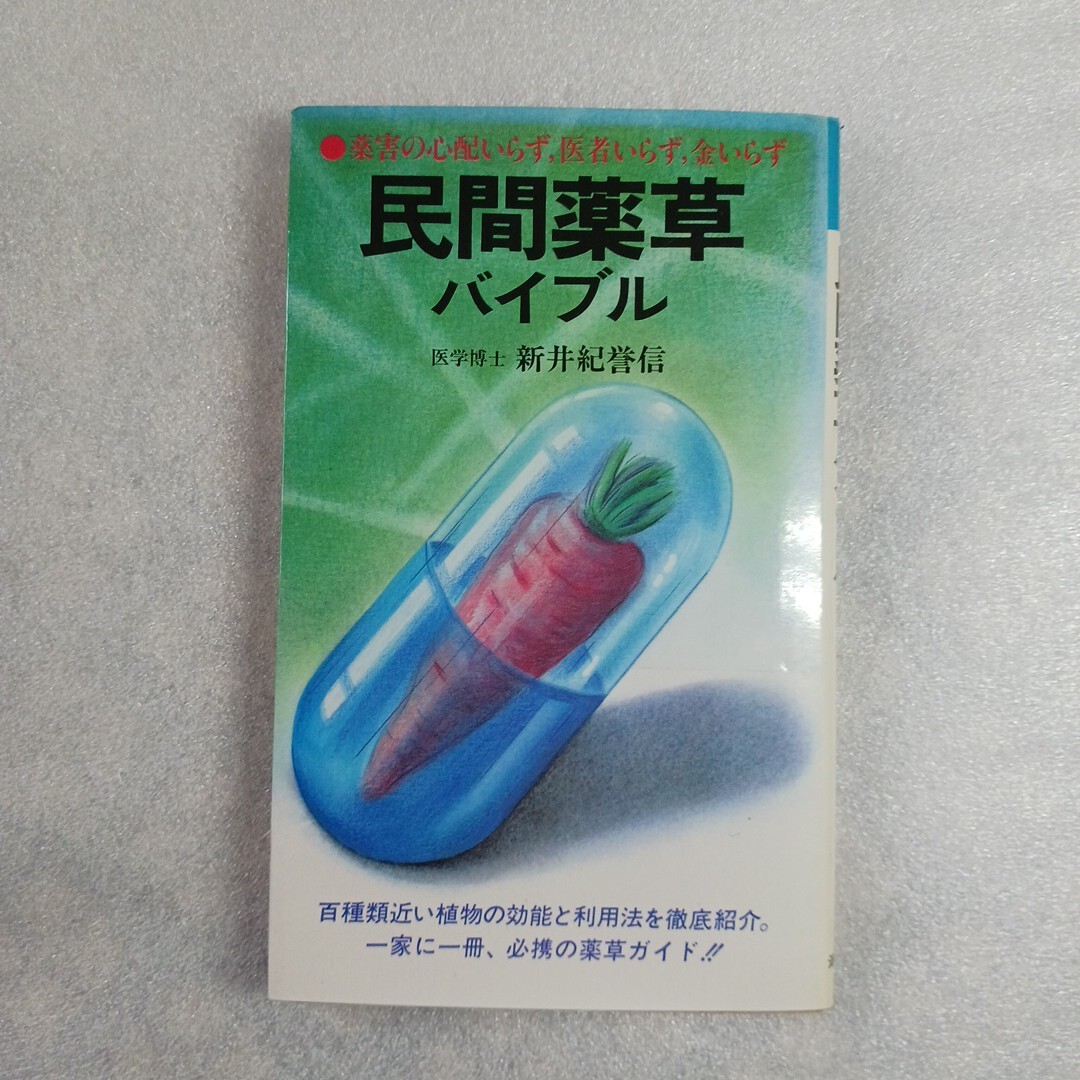 ●薬害の心配いらず,医者いらず,金いらず
民間薬草
バイブル
医学博士 新井紀誉信
百種類近い植物の効能と利用法を徹底紹介。
一家に一冊、必携の薬草ガイド!!